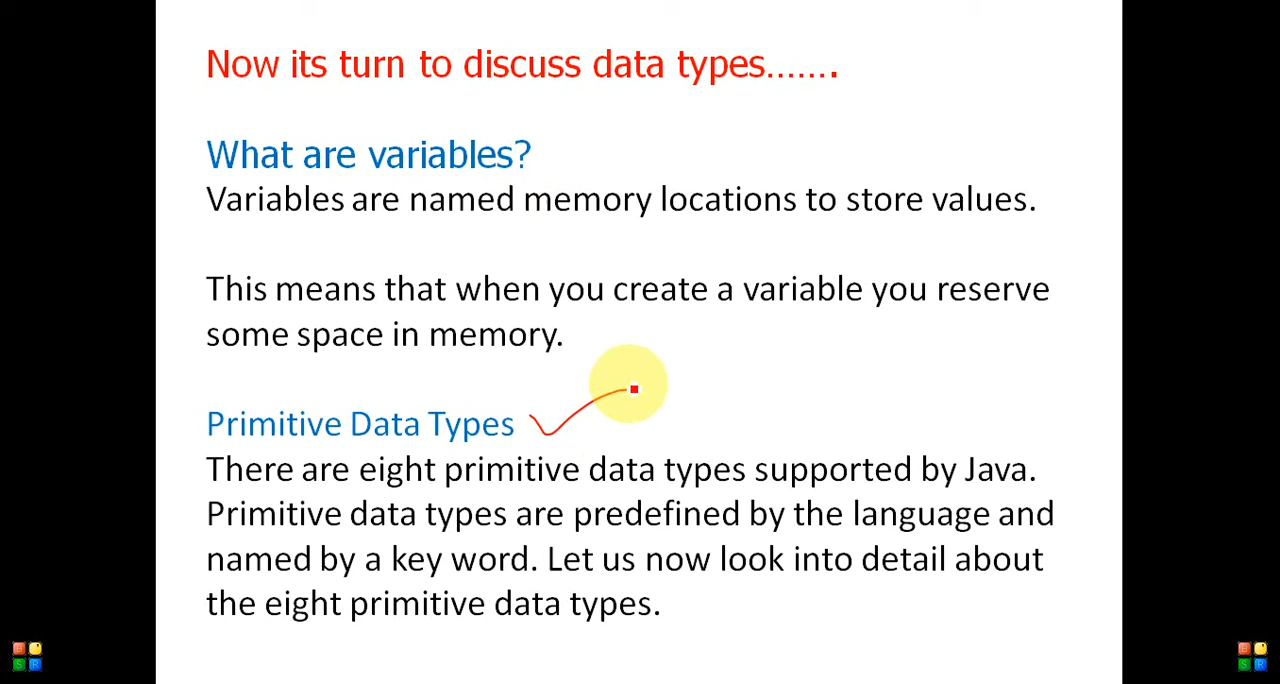 Now its turn to discuss data types.......
What are variables?
Variables are named memory locations to store values.
This means that when you create a variable you reserve
some space in memory.
Primitive Data Types
There are eight primitive data types supported by Java.
Primitive data types are predefined by the language and
named by a key word. Let us now look into detail about
the eight primitive data types.
B
S R
B
S R